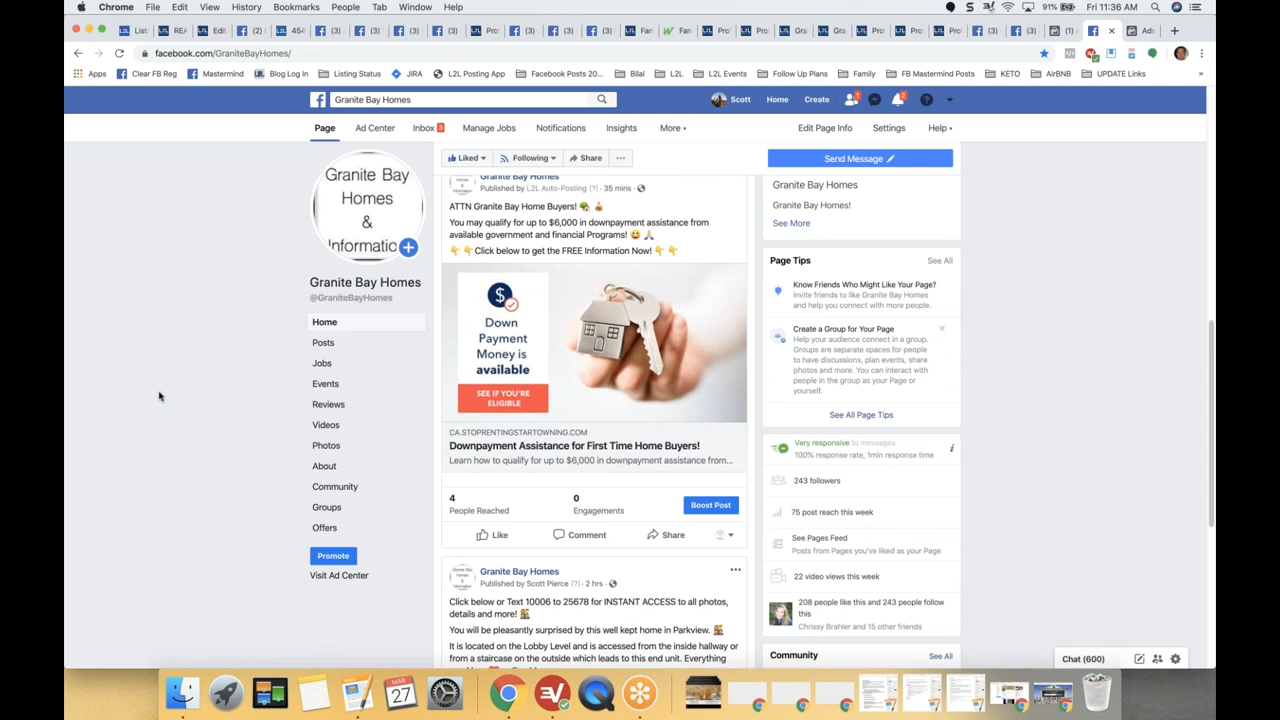 Chrome File Edit View History Bookmarks People Tab Window Help 91% Fri 11:36 AM
facebook.com/GraniteBayHomes/
Apps Clear FB Reg Mastermind Blog Log In Listing Status JIRA L2L Posting App Facebook Posts 20... Bilal L2L L2L Events Follow Up Plans Family FB Mastermind Posts KETO AirBNB UPDATE Links »
Granite Bay Homes Scott Home Create 1 2
Page Ad Center Inbox 3 Manage Jobs Notifications Insights More Edit Page Info Settings Help
Liked Following Share ... Send Message
Granite Bay
Homes
&
Informatic
Granite Bay Homes
@GraniteBayHomes
Home
Posts
Jobs
Events
Reviews
Videos
Photos
About
Community
Groups
Offers
Promote
Visit Ad Center
Granite Bay Homes
Published by L2L Auto-Posting [?] · 35 mins ·
ATTN Granite Bay Home Buyers! 🏡 👍
You may qualify for up to $6,000 in downpayment assistance from
available government and financial Programs! 😃 🙏
👇 👇Click below to get the FREE Information Now! 👇 👇
$
Down
Payment
Money is
available
SEE IF YOU'RE
ELIGIBLE
CA.STOPRENTINGSTARTOWNING.COM
Downpayment Assistance for First Time Home Buyers!
Learn how to qualify for up to $6,000 in downpayment assistance from...
4 0
People Reached Engagements Boost Post
Like Comment Share
Granite Bay Homes ...
Published by Scott Pierce [?] · 2 hrs ·
Click below or Text 10006 to 25678 for INSTANT ACCESS to all photos,
details and more!
You will be pleasantly surprised by this well kept home in Parkview.
It is located on the Lobby Level and is accessed from the inside hallway or
from a staircase on the outside which leads to this end unit. Everything
Granite Bay Homes
Granite Bay Homes!
See More
Page Tips See All
Know Friends Who Might Like Your Page?
Invite friends to like Granite Bay Homes
and help you connect with more people.
Create a Group for Your Page
Help your audience connect in a group.
Groups are separate spaces for people
to have discussions, plan events, share
photos and more. You can interact with
people in the group as your Page or
yourself.
See All Page Tips
Very responsive to messages
100% response rate, 1min response time
243 followers
75 post reach this week
See Pages Feed
Posts from Pages you've liked as your Page
22 video views this week
208 people like this and 243 people follow
this
Chrissy Brahler and 15 other friends
Community See All
Chat (600)
MAR
27